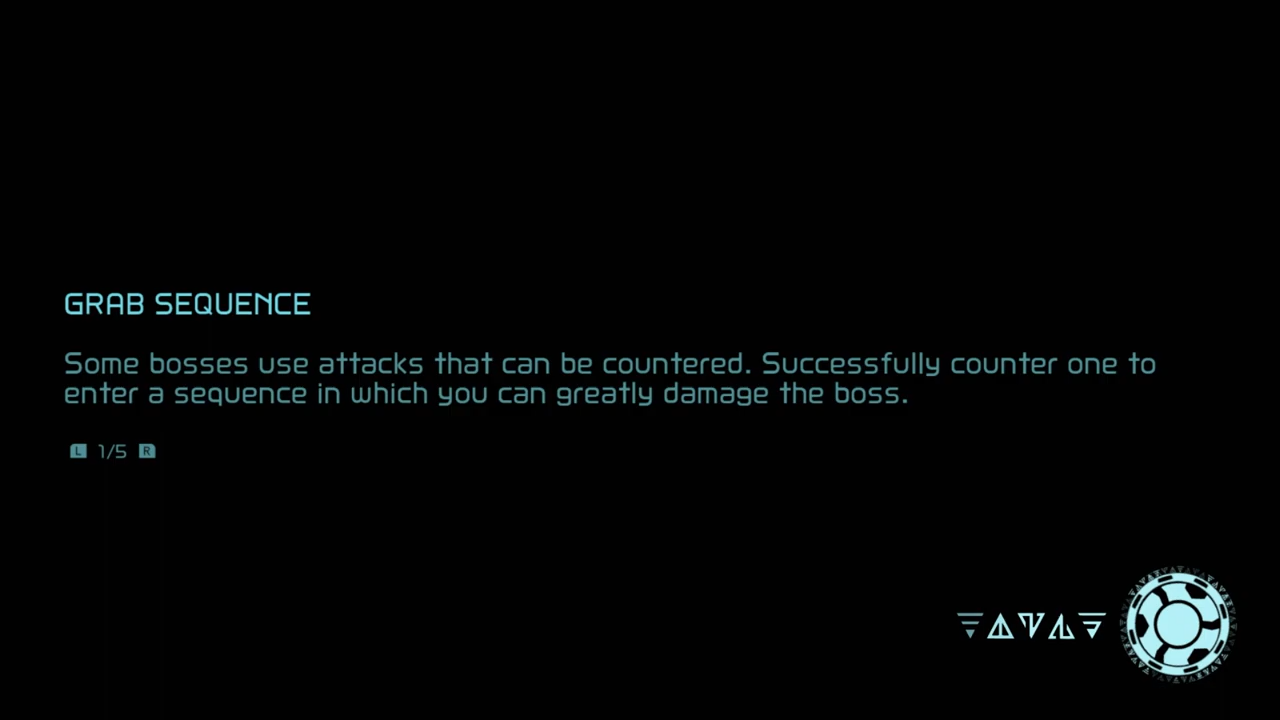 GRAB SEQUENCE
Some bosses use attacks that can be countered. Successfully counter one to
enter a sequence in which you can greatly damage the boss.
L 1/5 R